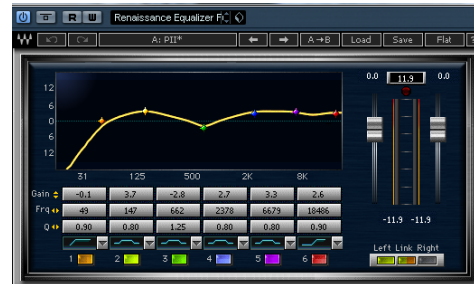 R W Renaissance Equalizer F
A: PII* A→B Load Save Flat ?
0.0 11.9 0.0
12
6
0
6
12
31 125 500 2K 8K
Gain -0.1 3.7 -2.8 2.7 3.3 2.6
Frq 49 147 662 2378 6679 18486
Q 0.90 0.80 1.25 0.80 0.80 0.90
-11.9 -11.9
Left Link Right
1 2 3 4 5 6